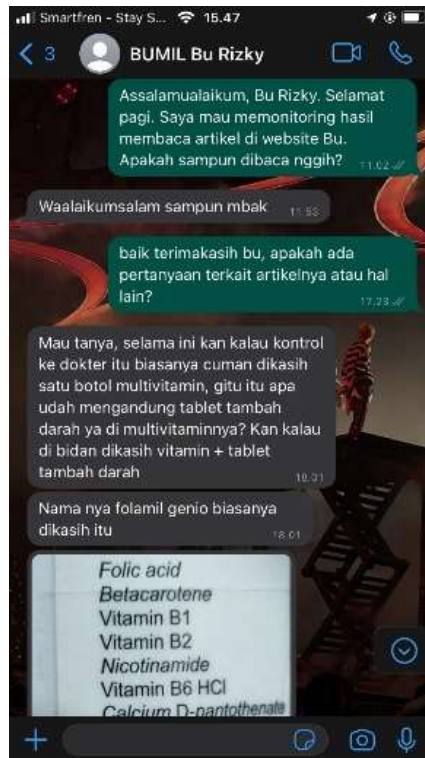 Smartfren - Stay S... 15.47
3 BUMIL Bu Rizky
Assalamualaikum, Bu Rizky. Selamat
pagi. Saya mau memonitoring hasil
membaca artikel di website Bu.
Apakah sampun dibaca nggih? 11.02
Waalaikumsalam sampun mbak 11.53
baik terimakasih bu, apakah ada
pertanyaan terkait artikelnya atau hal
lain?
17.23
Mau tanya, selama ini kan kalau kontrol
ke dokter itu biasanya cuman dikasih
satu botol multivitamin, gitu itu apa
udah mengandung tablet tambah
darah ya di multivitaminnya? Kan kalau
di bidan dikasih vitamin + tablet
tambah darah
18.01
Nama nya folamil genio biasanya
dikasih itu
18.01
Folic acid
Betacarotene
Vitamin B1
Vitamin B2
Nicotinamide
Vitamin B6 HCl
Calcium D-pantothenate